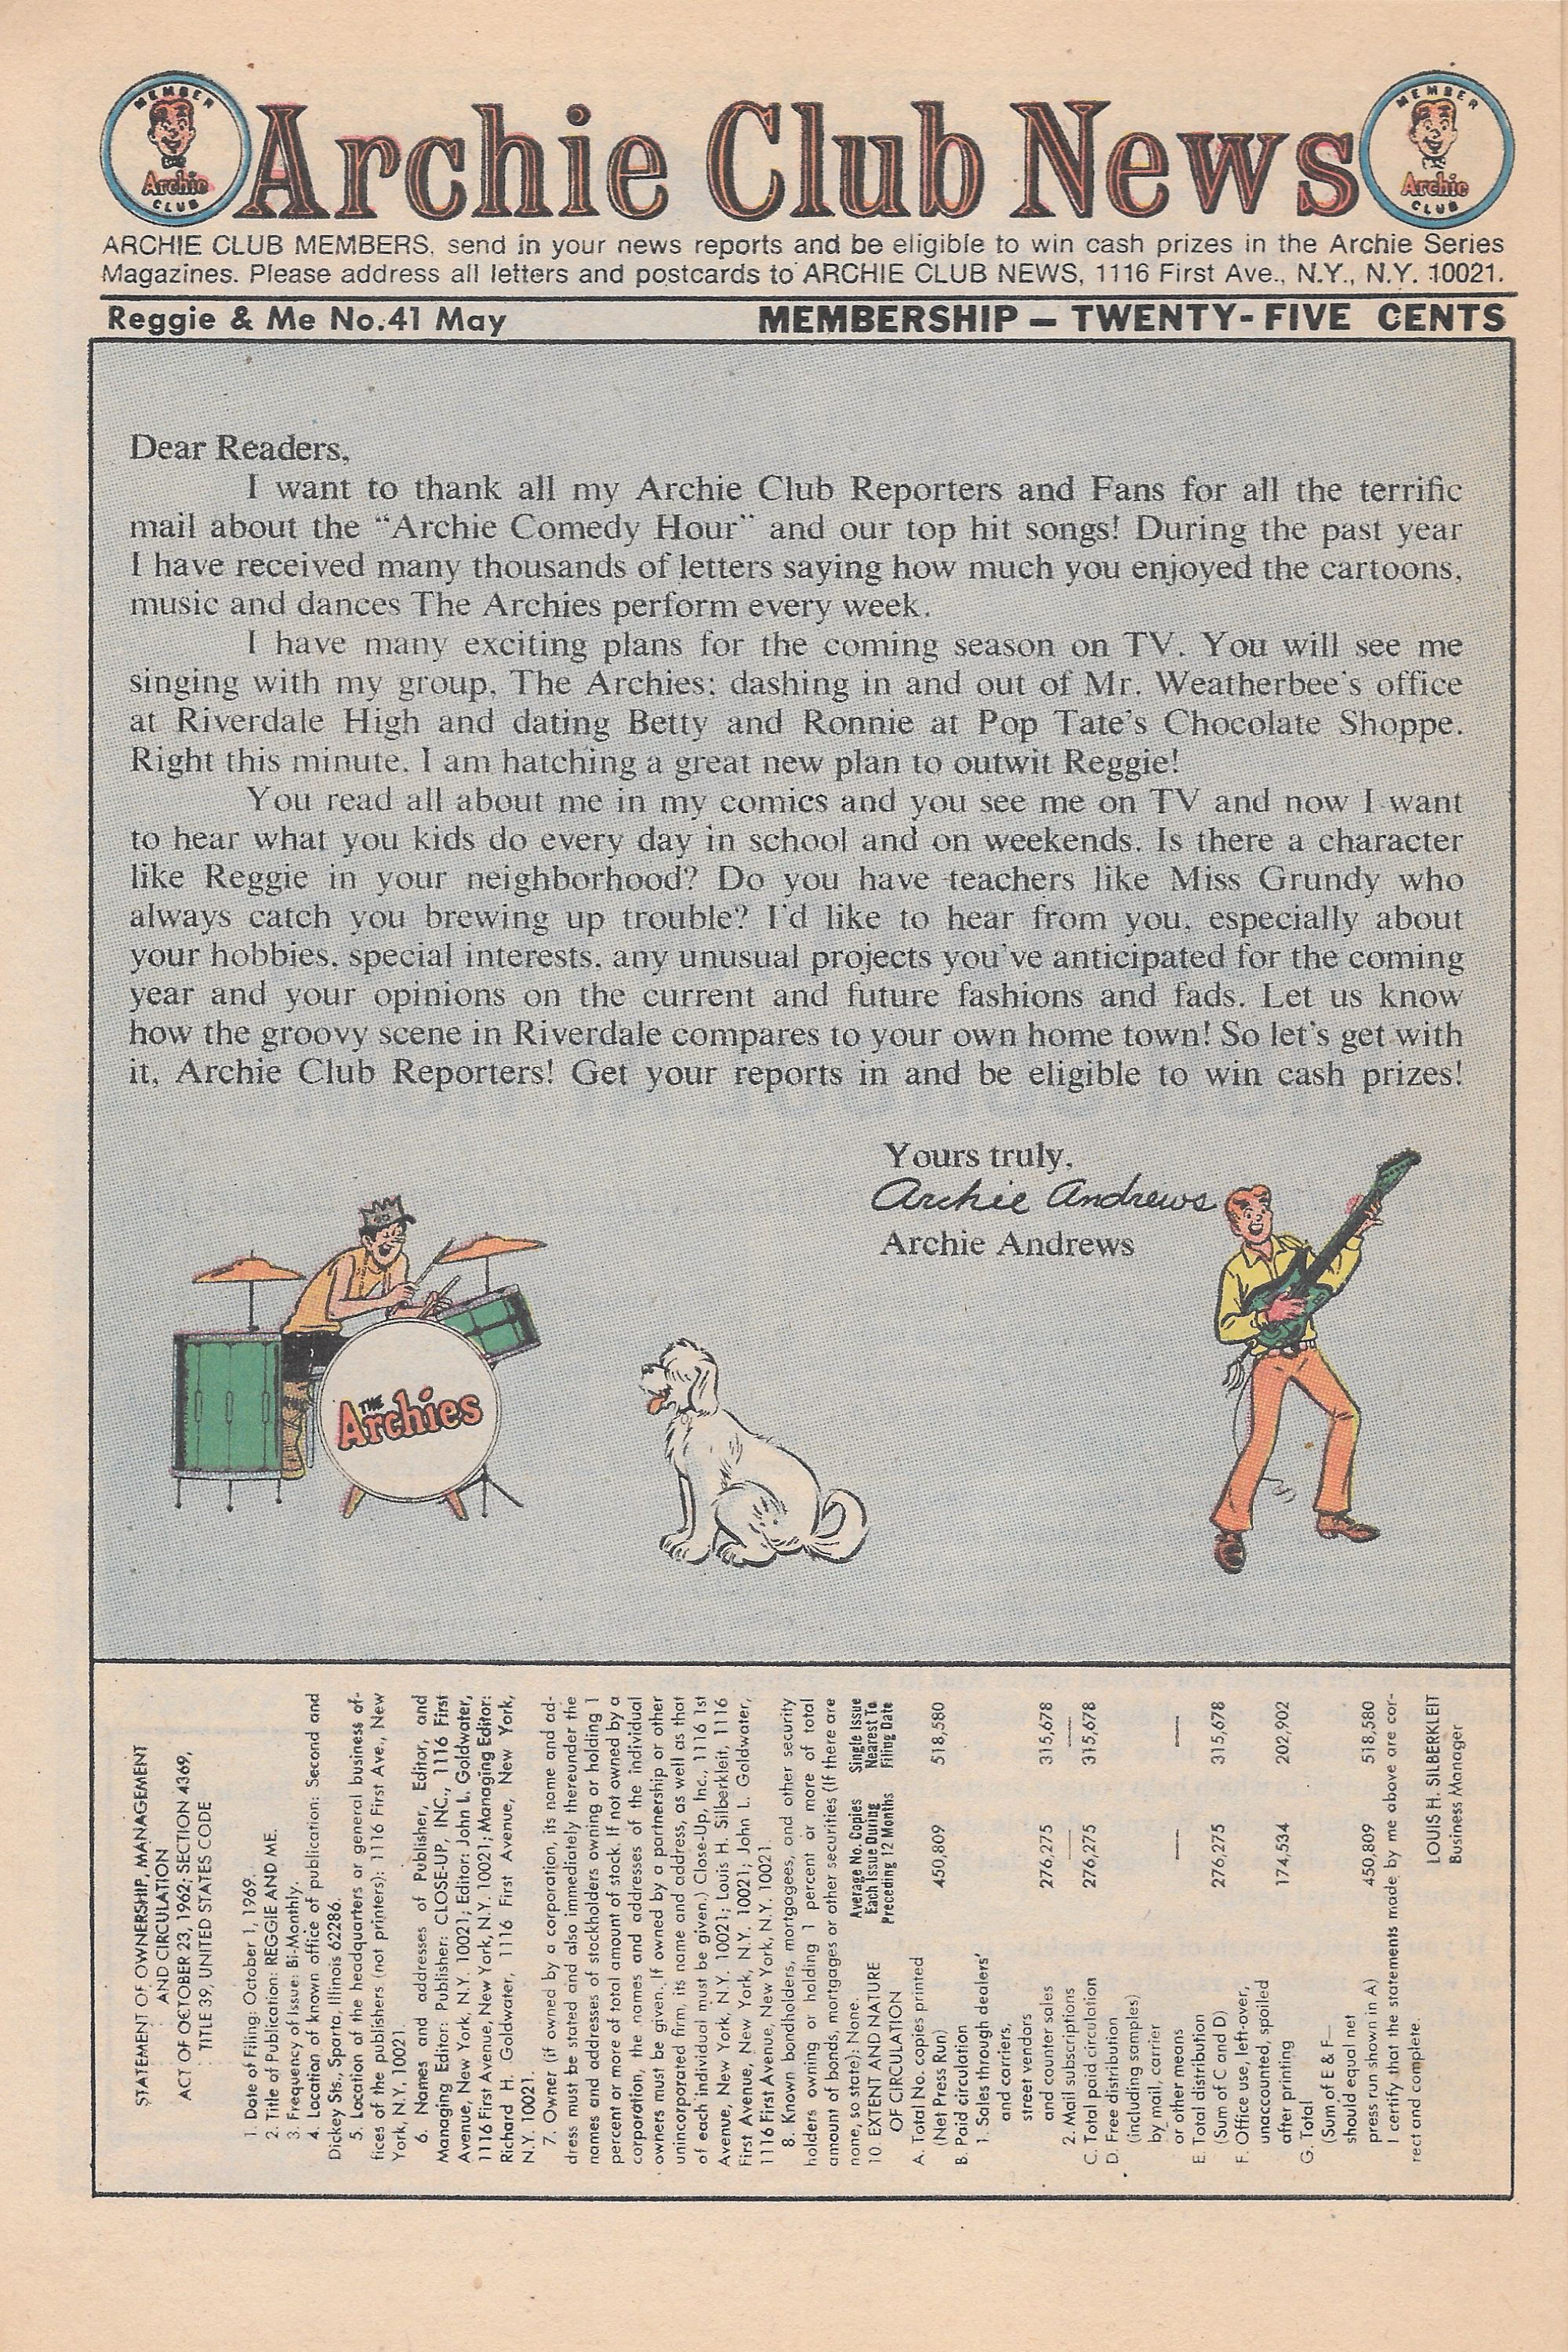 MEMBER
Archie
CLUB
Archie Club News
MEMBER
Archie
CLUB
ARCHIE CLUB MEMBERS, send in your news reports and be eligible to win cash prizes in the Archie Series
Magazines. Please address all letters and postcards to ARCHIE CLUB NEWS, 1116 First Ave., N.Y., N.Y. 10021.
Reggie & Me No.41 May
MEMBERSHIP — TWENTY-FIVE CENTS
Dear Readers,
I want to thank all my Archie Club Reporters and Fans for all the terrific
mail about the “Archie Comedy Hour” and our top hit songs! During the past year
I have received many thousands of letters saying how much you enjoyed the cartoons,
music and dances The Archies perform every week.
I have many exciting plans for the coming season on TV. You will see me
singing with my group, The Archies; dashing in and out of Mr. Weatherbee's office
at Riverdale High and dating Betty and Ronnie at Pop Tate's Chocolate Shoppe.
Right this minute, I am hatching a great new plan to outwit Reggie!
You read all about me in my comics and you see me on TV and now I want
to hear what you kids do every day in school and on weekends. Is there a character
like Reggie in your neighborhood? Do you have teachers like Miss Grundy who
always catch you brewing up trouble? I'd like to hear from you, especially about
your hobbies, special interests, any unusual projects you've anticipated for the coming
year and your opinions on the current and future fashions and fads. Let us know
how the groovy scene in Riverdale compares to your own home town! So let's get with
it, Archie Club Reporters! Get your reports in and be eligible to win cash prizes!
Yours truly,
Archie Andrews
Archie Andrews
THE
Archies
STATEMENT OF OWNERSHIP, MANAGEMENT
AND CIRCULATION
ACT OF OCTOBER 23, 1962; SECTION 4369,
TITLE 39, UNITED STATES CODE
1. Date of Filing: October 1, 1969.
2. Title of Publication: REGGIE AND ME.
3. Frequency of Issue: Bi-Monthly.
4. Location of known office of publication: Second and
Dickey Sts., Sparta, Illinois 62286.
5. Location of the headquarters or general business of-
fices of the publishers (not printers): 1116 First Ave., New
York, N.Y. 10021.
6. Names and addresses of Publisher, Editor, and
Managing Editor: Publisher: CLOSE-UP, INC., 1116 First
Avenue, New York, N.Y. 10021; Editor: John L. Goldwater,
1116 First Avenue, New York, N.Y. 10021; Managing Editor:
Richard H. Goldwater, 1116 First Avenue, New York,
N.Y. 10021.
7. Owner (if owned by a corporation, its name and ad-
dress must be stated and also immediately thereunder the
names and addresses of stockholders owning or holding 1
percent or more of total amount of stock. If not owned by a
corporation, the names and addresses of the individual
owners must be given. If owned by a partnership or other
unincorporated firm, its name and address, as well as that
of each individual must be given.) Close-Up, Inc., 1116 1st
Avenue, New York, N.Y. 10021; Louis H. Silberkleit, 1116
First Avenue, New York, N.Y. 10021; John L. Goldwater,
1116 First Avenue, New York, N.Y. 10021.
8. Known bondholders, mortgagees, and other security
holders owning or holding 1 percent or more of total
amount of bonds, mortgages or other securities (If there are
none, so state): None.
10. EXTENT AND NATURE
OF CIRCULATION
Average No. Copies
Each Issue During
Preceding 12 Months
Single Issue
Nearest To
Filing Date
A. Total No. copies printed
(Net Press Run) 450,809 518,580
B. Paid circulation
1. Sales through dealers'
and carriers,
street vendors
and counter sales 276,275 315,678
2. Mail subscriptions — —
C. Total paid circulation 276,275 315,678
D. Free distribution
(including samples)
by mail, carrier
or other means — —
E. Total distribution
(Sum of C and D) 276,275 315,678
F. Office use, left-over,
unaccounted, spoiled
after printing 174,534 202,902
G. Total
(Sum of E & F—
should equal net
press run shown in A) 450,809 518,580
I certify that the statements made by me above are cor-
rect and complete.
LOUIS H. SILBERKLEIT
Business Manager